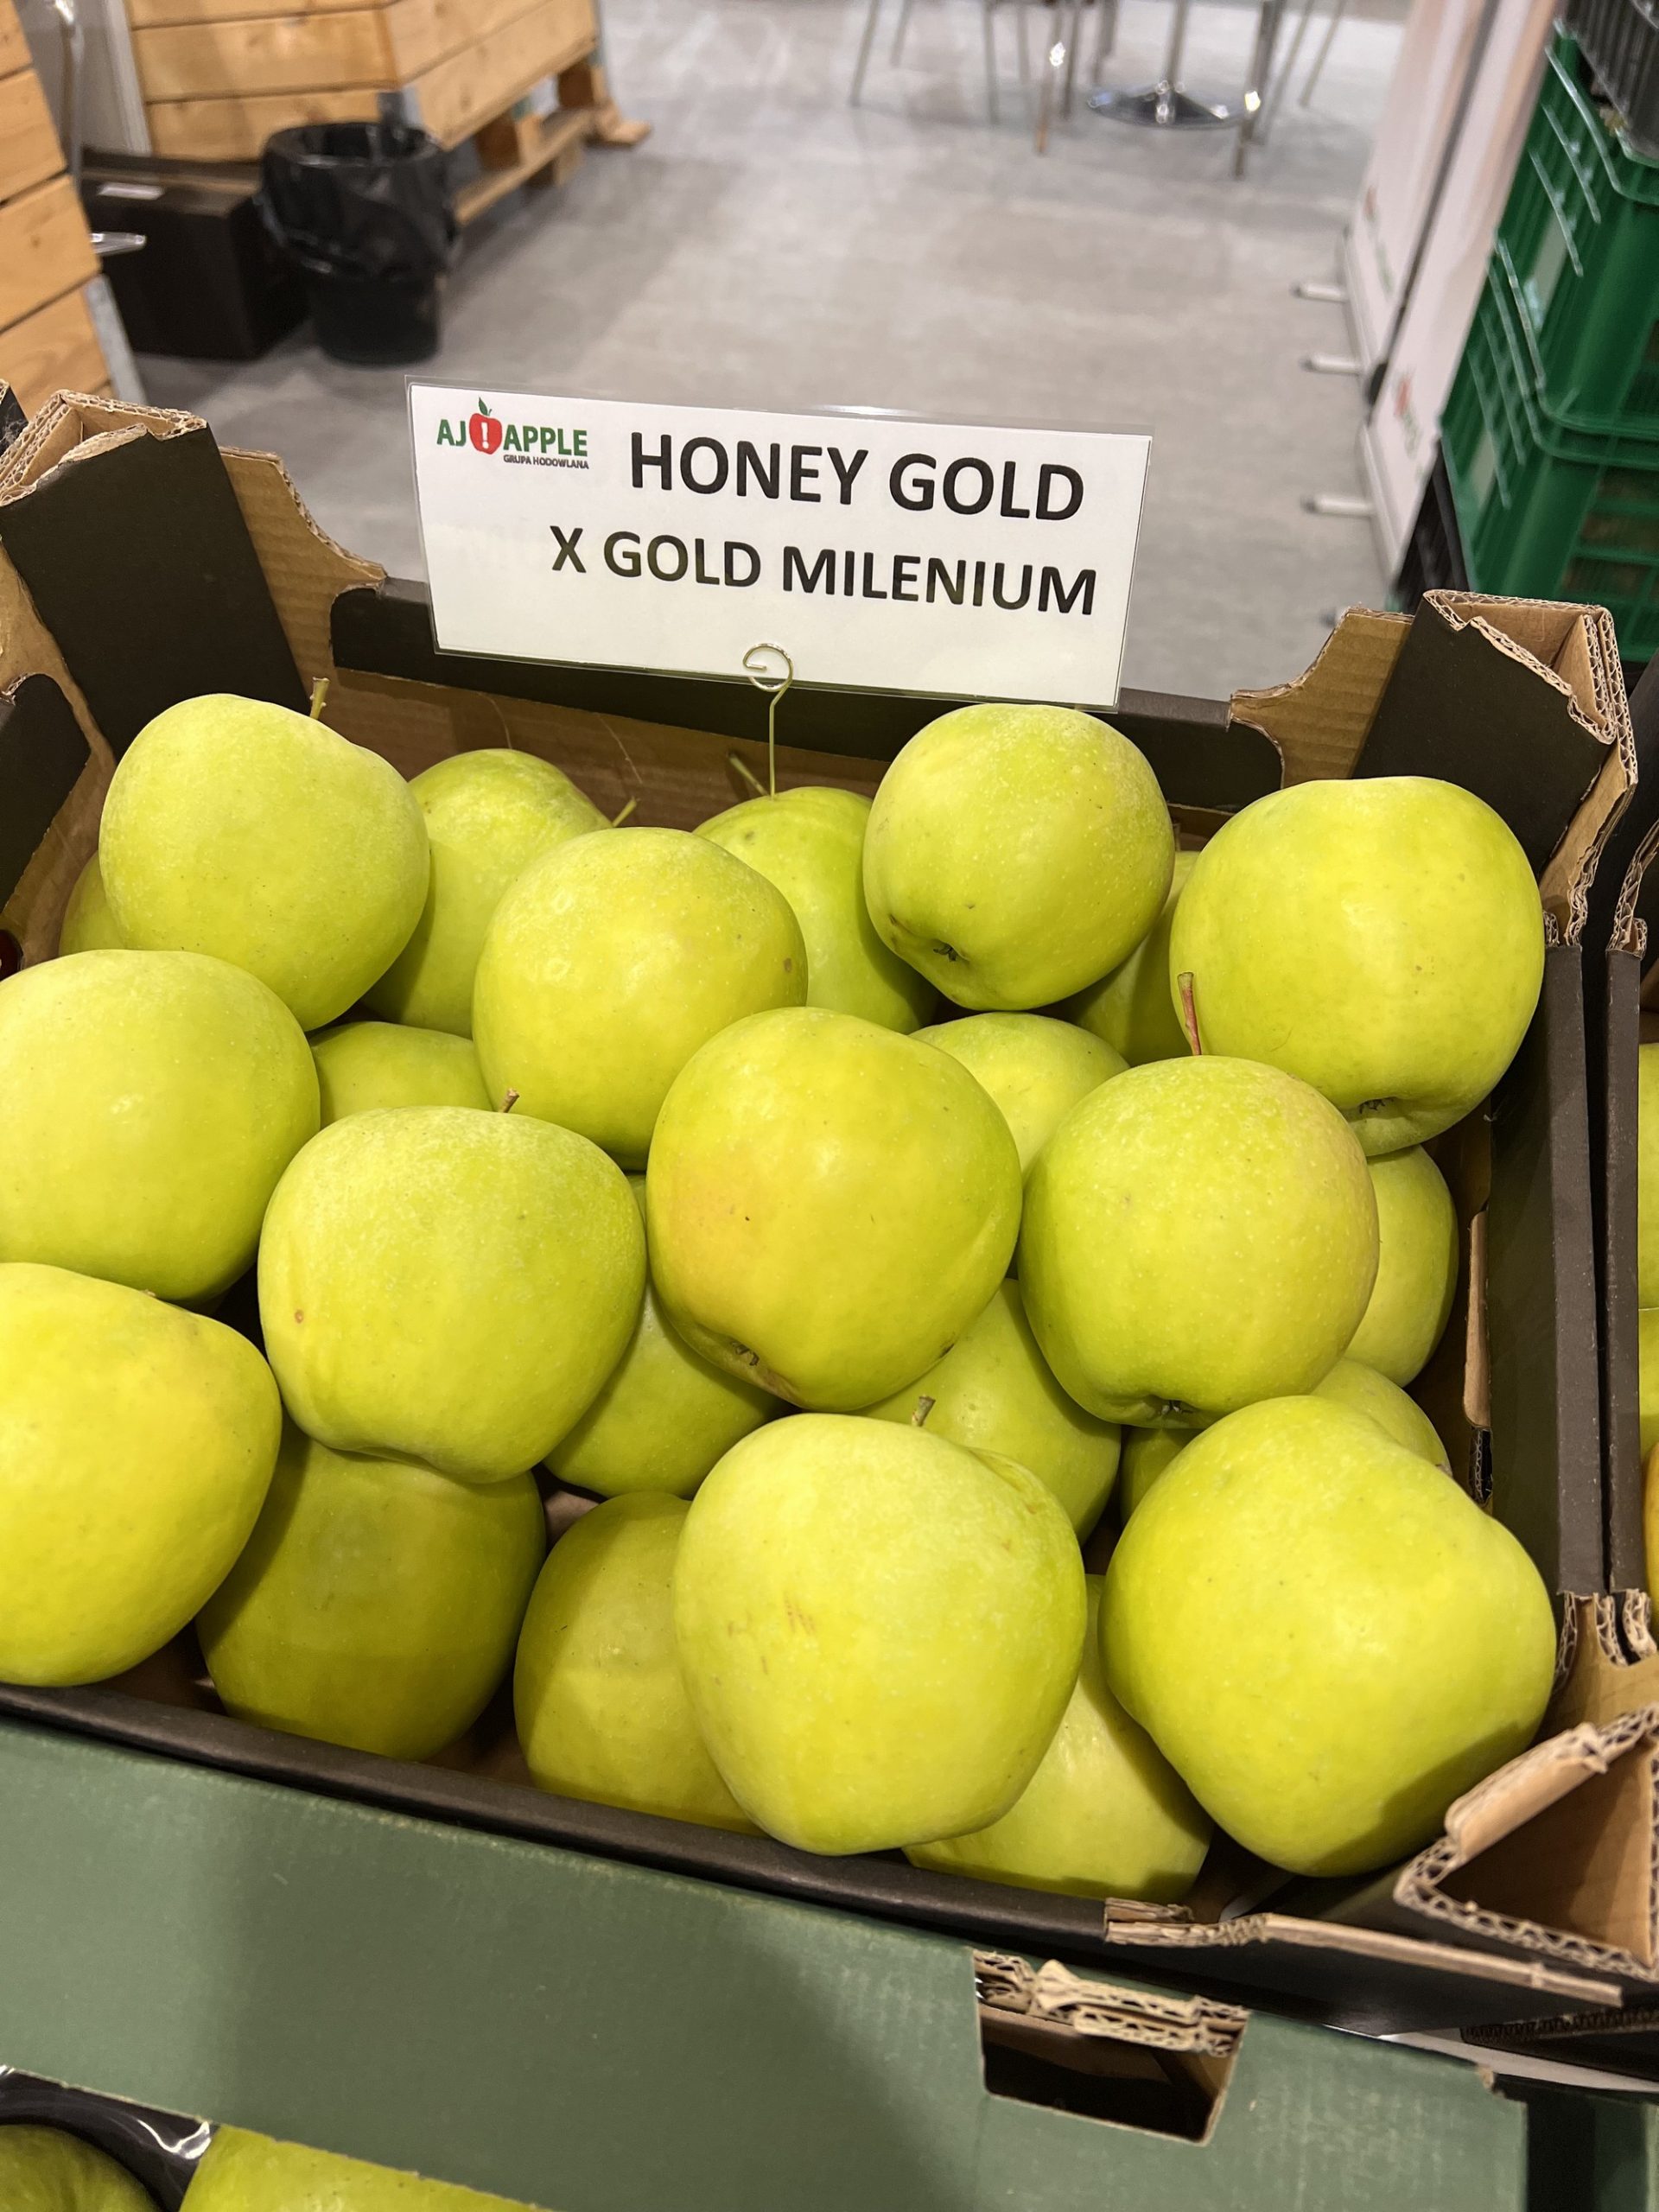 AJ!APPLE
GRUPA HODOWLANA
HONEY GOLD
X GOLD MILENIUM